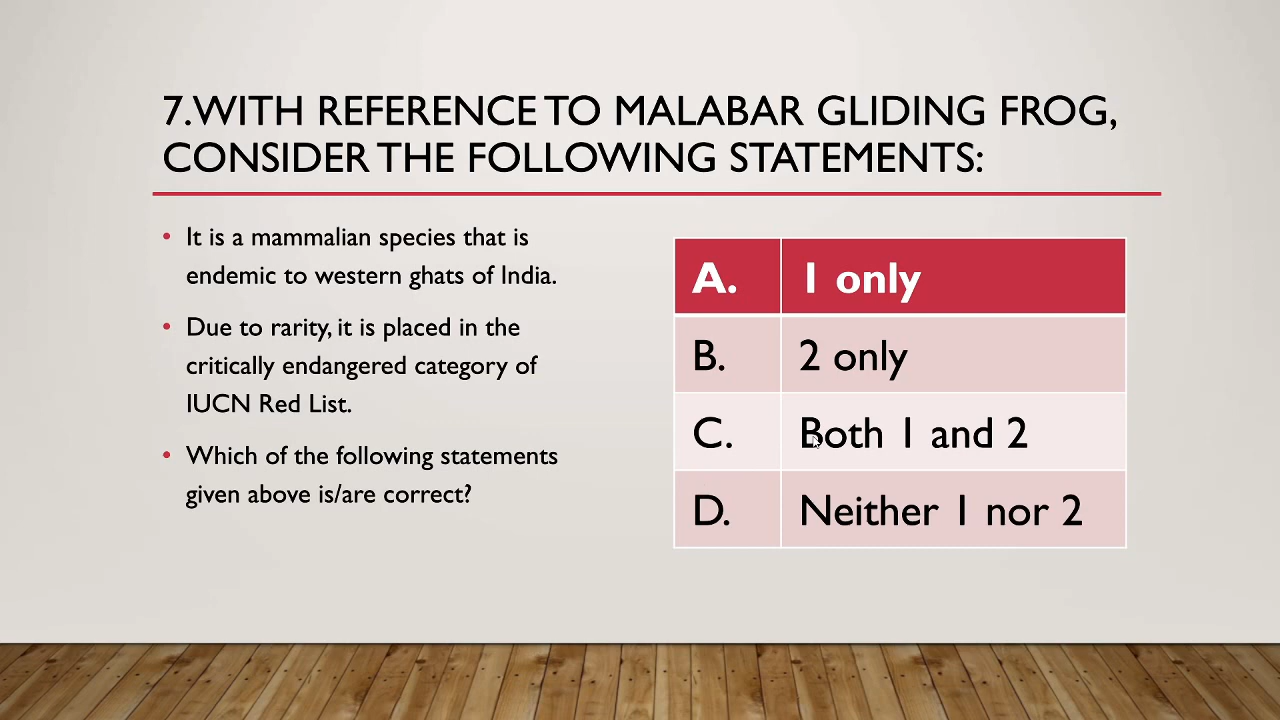 7. WITH REFERENCE TO MALABAR GLIDING FROG,
CONSIDER THE FOLLOWING STATEMENTS:
• It is a mammalian species that is
endemic to western ghats of India.
• Due to rarity, it is placed in the
critically endangered category of
IUCN Red List.
• Which of the following statements
given above is/are correct?
A. 1 only
B. 2 only
C. Both 1 and 2
D. Neither 1 nor 2